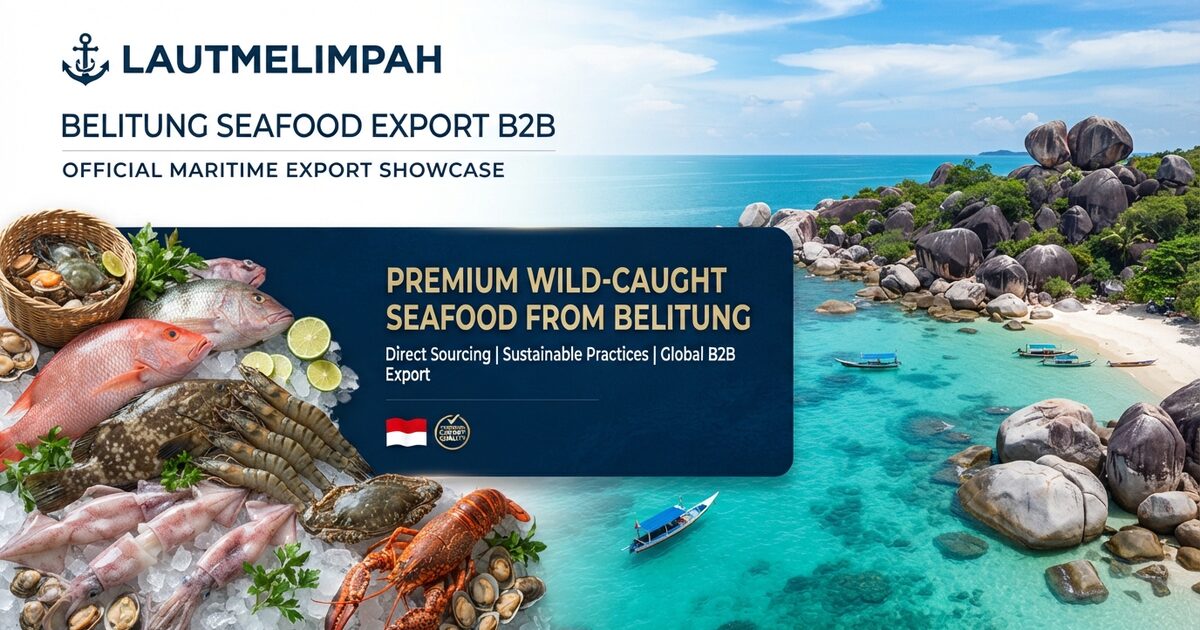 LAUTMELIMPAH
BELITUNG SEAFOOD EXPORT B2B
OFFICIAL MARITIME EXPORT SHOWCASE
PREMIUM WILD-CAUGHT
SEAFOOD FROM BELITUNG
Direct Sourcing | Sustainable Practices | Global B2B
Export